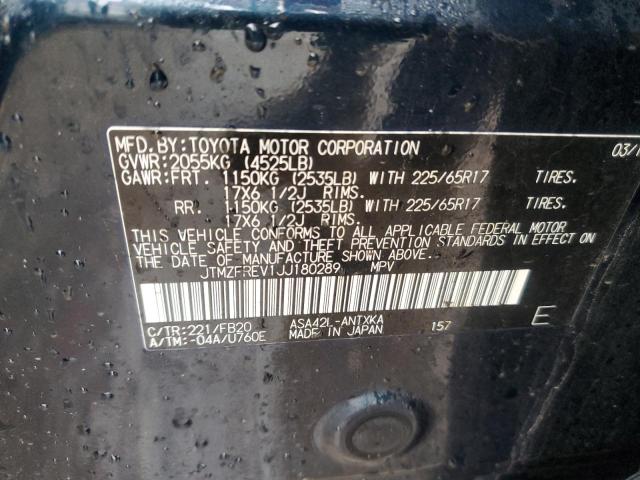 MFD.BY:TOYOTA MOTOR CORPORATION 03/1
GVWR:2055KG (4525LB)
GAWR:FRT. 1150KG (2535LB) WITH 225/65R17 TIRES.
17X6 1/2J RIMS.
RR. 1150KG (2535LB) WITH 225/65R17 TIRES.
17X6 1/2J RIMS.
THIS VEHICLE CONFORMS TO ALL APPLICABLE FEDERAL MOTOR
VEHICLE SAFETY AND THEFT PREVENTION STANDARDS IN EFFECT ON
THE DATE OF MANUFACTURE SHOWN ABOVE.
JTMZFREV1JJ180289 MPV
C/TR:221/FB20 ASA42L-ANTXKA 157 E
A/TM:-04A/U760E MADE IN JAPAN